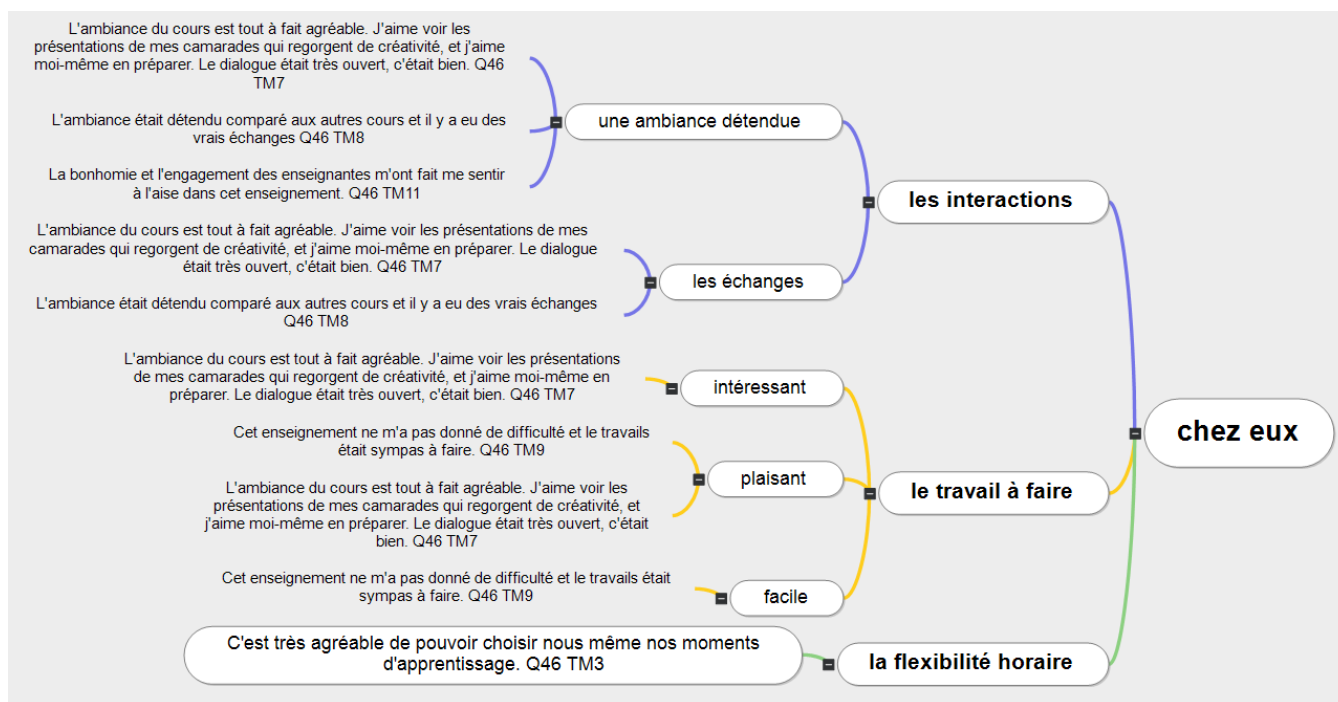 L'ambiance du cours est tout à fait agréable. J'aime voir les
présentations de mes camarades qui regorgent de créativité, et j'aime
moi-même en préparer. Le dialogue était très ouvert, c'était bien. Q46
TM7
L'ambiance était détendu comparé aux autres cours et il y a eu des
vrais échanges Q46 TM8
La bonhomie et l'engagement des enseignantes m'ont fait me sentir
à l'aise dans cet enseignement. Q46 TM11
une ambiance détendue
L'ambiance du cours est tout à fait agréable. J'aime voir les présentations de mes
camarades qui regorgent de créativité, et j'aime moi-même en préparer. Le dialogue
était très ouvert, c'était bien. Q46 TM7
L'ambiance était détendu comparé aux autres cours et il y a eu des vrais échanges
Q46 TM8
les échanges
les interactions
L'ambiance du cours est tout à fait agréable. J'aime voir les présentations
de mes camarades qui regorgent de créativité, et j'aime moi-même en
préparer. Le dialogue était très ouvert, c'était bien. Q46 TM7
intéressant
Cet enseignement ne m'a pas donné de difficulté et le travails
était sympas à faire. Q46 TM9
L'ambiance du cours est tout à fait agréable. J'aime voir les
présentations de mes camarades qui regorgent de créativité, et
j'aime moi-même en préparer. Le dialogue était très ouvert, c'était
bien. Q46 TM7
plaisant
Cet enseignement ne m'a pas donné de difficulté et le travails était
sympas à faire. Q46 TM9
facile
le travail à faire
C'est très agréable de pouvoir choisir nous même nos moments
d'apprentissage. Q46 TM3
la flexibilité horaire
chez eux